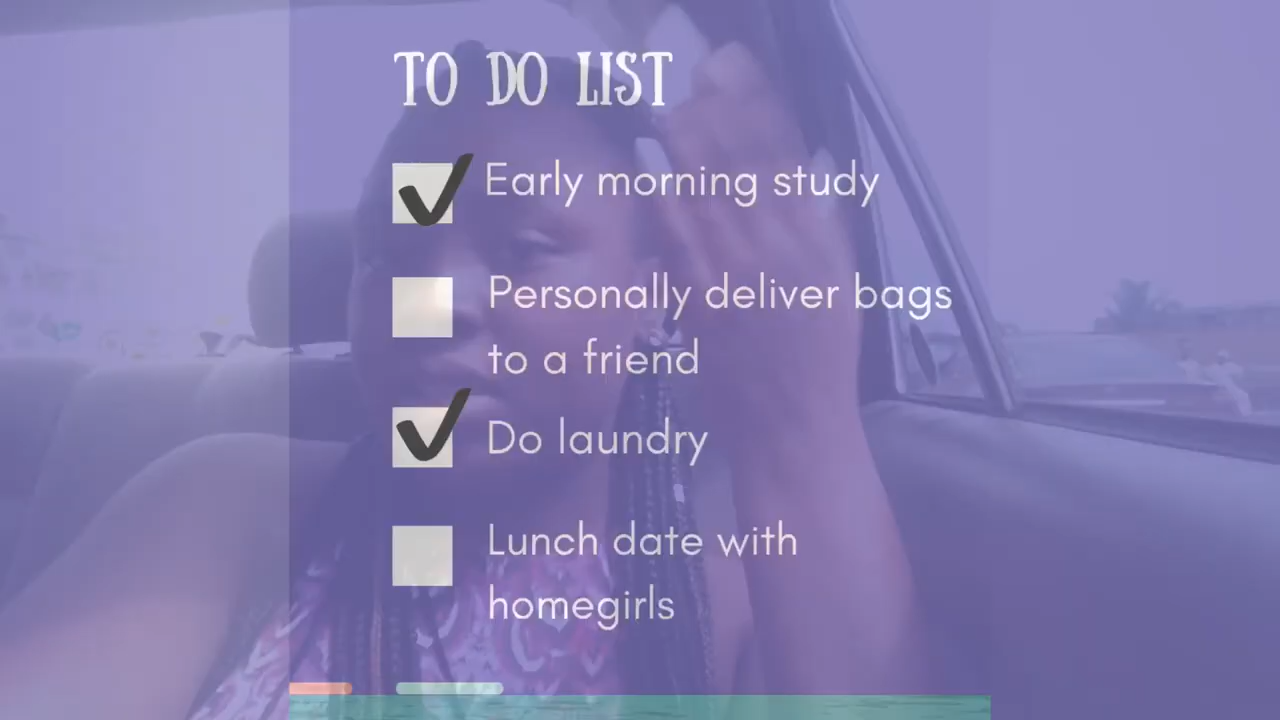 TO DO LIST
Early morning study
Personally deliver bags
to a friend
Do laundry
Lunch date with
homegirls